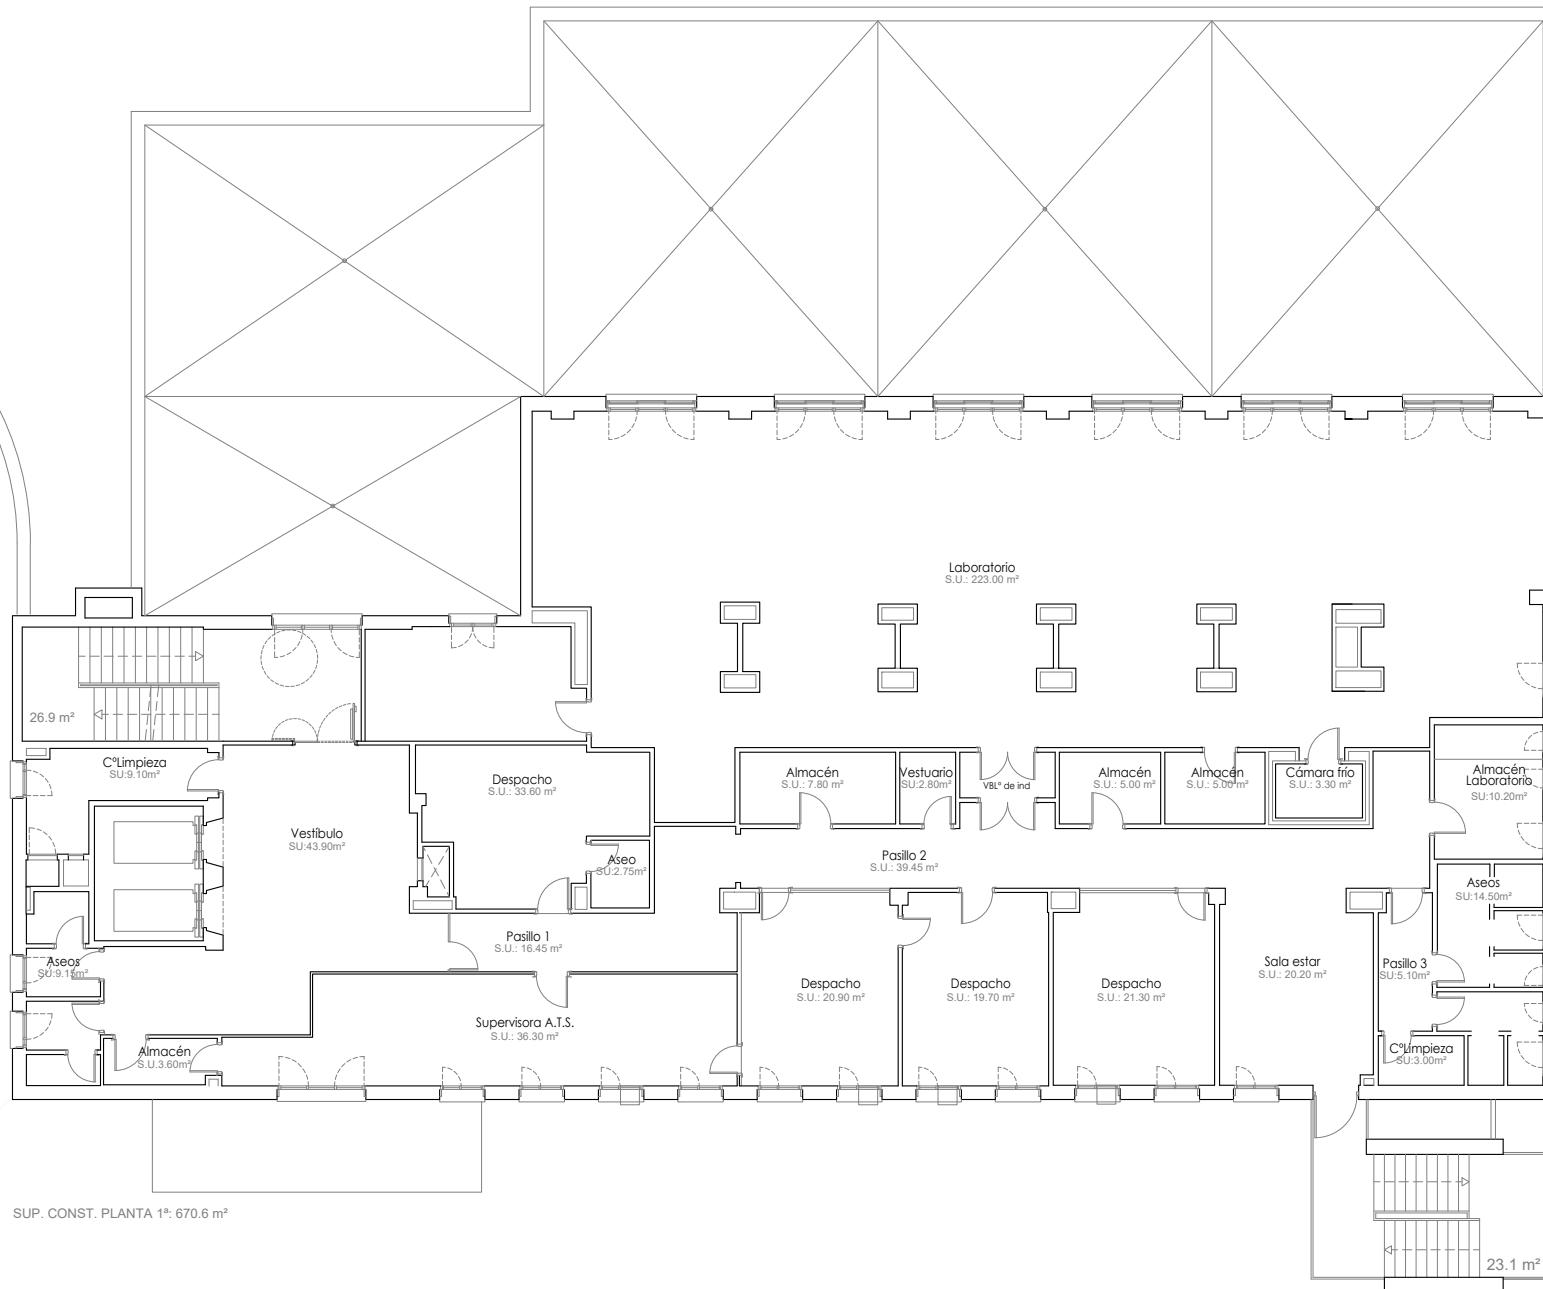 Laboratorio
S.U.: 223.00 m²
26.9 m²
CºLimpieza
SU:9.10m²
Despacho
S.U.: 33.60 m²
Almacén
S.U.: 7.80 m²
Vestuario
SU:2.80m²
VBLº de ind
Almacén
S.U.: 5.00 m²
Almacén
S.U.: 5.00 m²
Cámara frío
S.U.: 3.30 m²
Almacén
Laboratorio
SU:10.20m²
Vestíbulo
SU:43.90m²
Aseo
SU:2.75m²
Pasillo 2
S.U.: 39.45 m²
Aseos
SU:14.50m²
Pasillo 1
S.U.: 16.45 m²
Aseos
SU:9.15m²
Despacho
S.U.: 20.90 m²
Despacho
S.U.: 19.70 m²
Despacho
S.U.: 21.30 m²
Sala estar
S.U.: 20.20 m²
Pasillo 3
SU:5.10m²
Supervisora A.T.S.
S.U.: 36.30 m²
Almacén
S.U.3.60m²
CºLimpieza
SU:3.00m²
SUP. CONST. PLANTA 1ª: 670.6 m²
23.1 m²